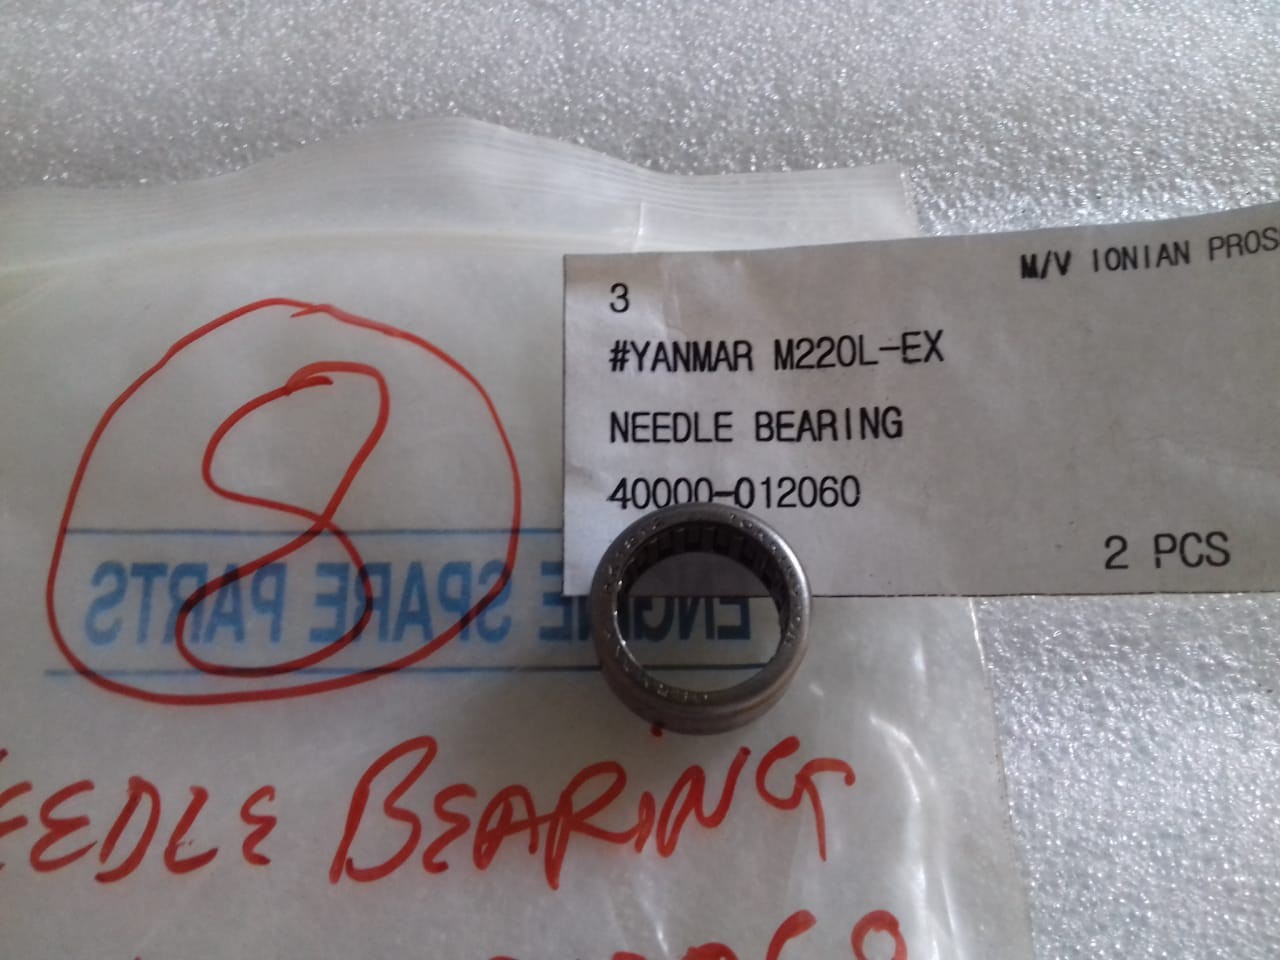 M/V IONIAN PROS
3
#YANMAR M220L-EX
NEEDLE BEARING
40000-012060
2 PCS
8
ENGINE SPARE PARTS
EEDLE BEARING